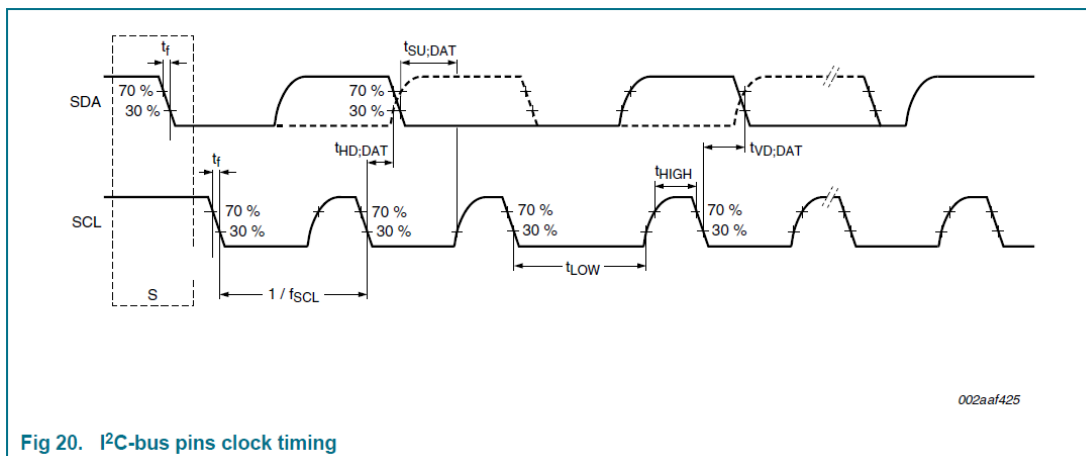 tf
tSU;DAT
SDA
70 %
30 %
70 %
30 %
tHD;DAT
tVD;DAT
tf
tHIGH
SCL
70 %
30 %
70 %
30 %
70 %
30 %
70 %
30 %
tLOW
S
1 / fSCL
002aaf425
Fig 20. I²C-bus pins clock timing